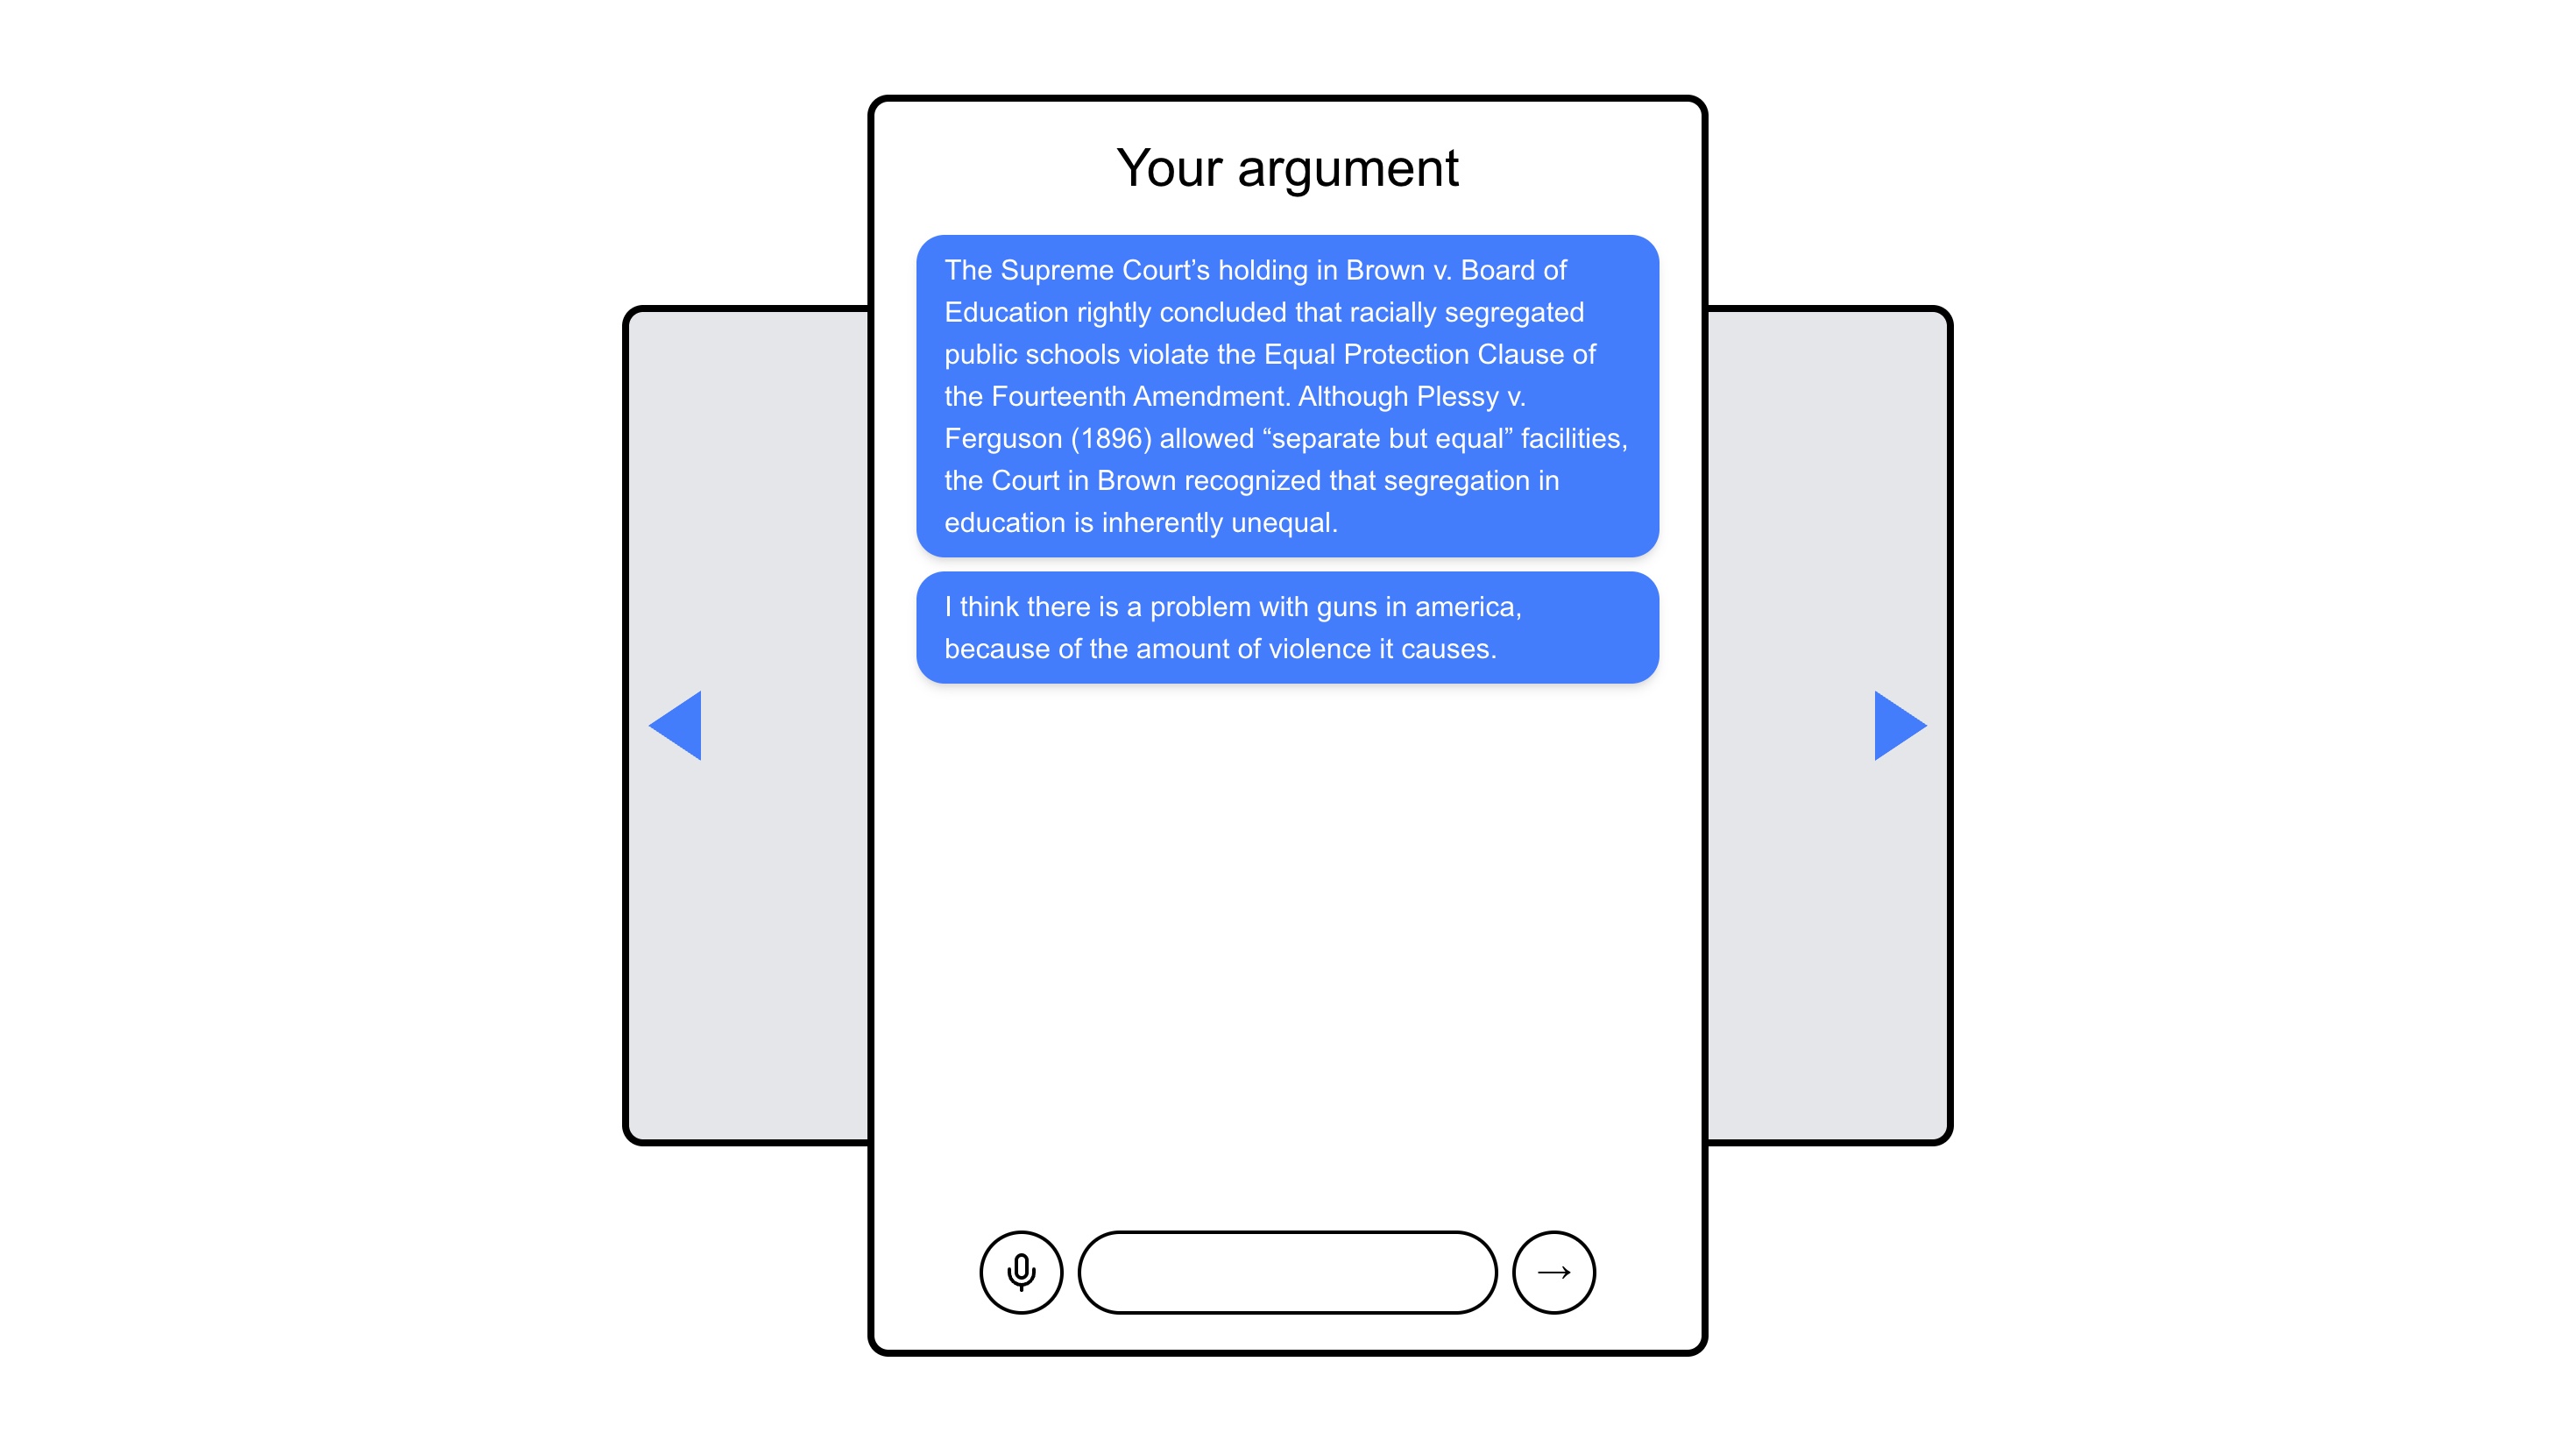 Your argument
The Supreme Court’s holding in Brown v. Board of
Education rightly concluded that racially segregated
public schools violate the Equal Protection Clause of
the Fourteenth Amendment. Although Plessy v.
Ferguson (1896) allowed “separate but equal” facilities,
the Court in Brown recognized that segregation in
education is inherently unequal.
I think there is a problem with guns in america,
because of the amount of violence it causes.